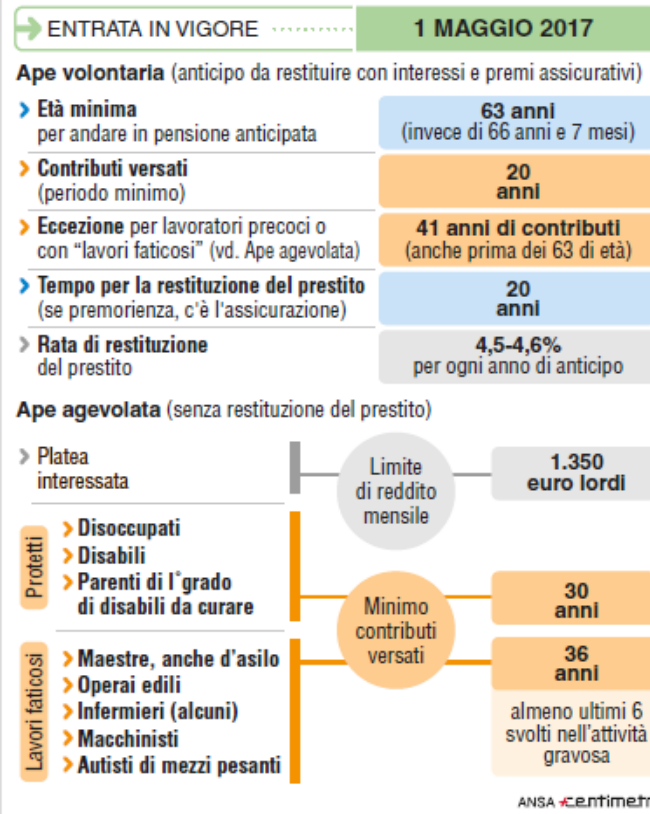 ENTRATA IN VIGORE
1 MAGGIO 2017
Ape volontaria (anticipo da restituire con interessi e premi assicurativi)
Età minima
per andare in pensione anticipata
63 anni
(invece di 66 anni e 7 mesi)
Contributi versati
(periodo minimo)
20
anni
Eccezione per lavoratori precoci o
con "lavori faticosi" (vd. Ape agevolata)
41 anni di contributi
(anche prima dei 63 di età)
Tempo per la restituzione del prestito
(se premorienza, c'è l'assicurazione)
20
anni
Rata di restituzione
del prestito
4,5-4,6%
per ogni anno di anticipo
Ape agevolata (senza restituzione del prestito)
Platea
interessata
Limite
di reddito
mensile
1.350
euro lordi
Protetti
Disoccupati
Disabili
Parenti di I°grado
di disabili da curare
Minimo
contributi
versati
30
anni
Lavori faticosi
Maestre, anche d'asilo
Operai edili
Infermieri (alcuni)
Macchinisti
Autisti di mezzi pesanti
36
anni
almeno ultimi 6
svolti nell'attività
gravosa
ANSA centimetr